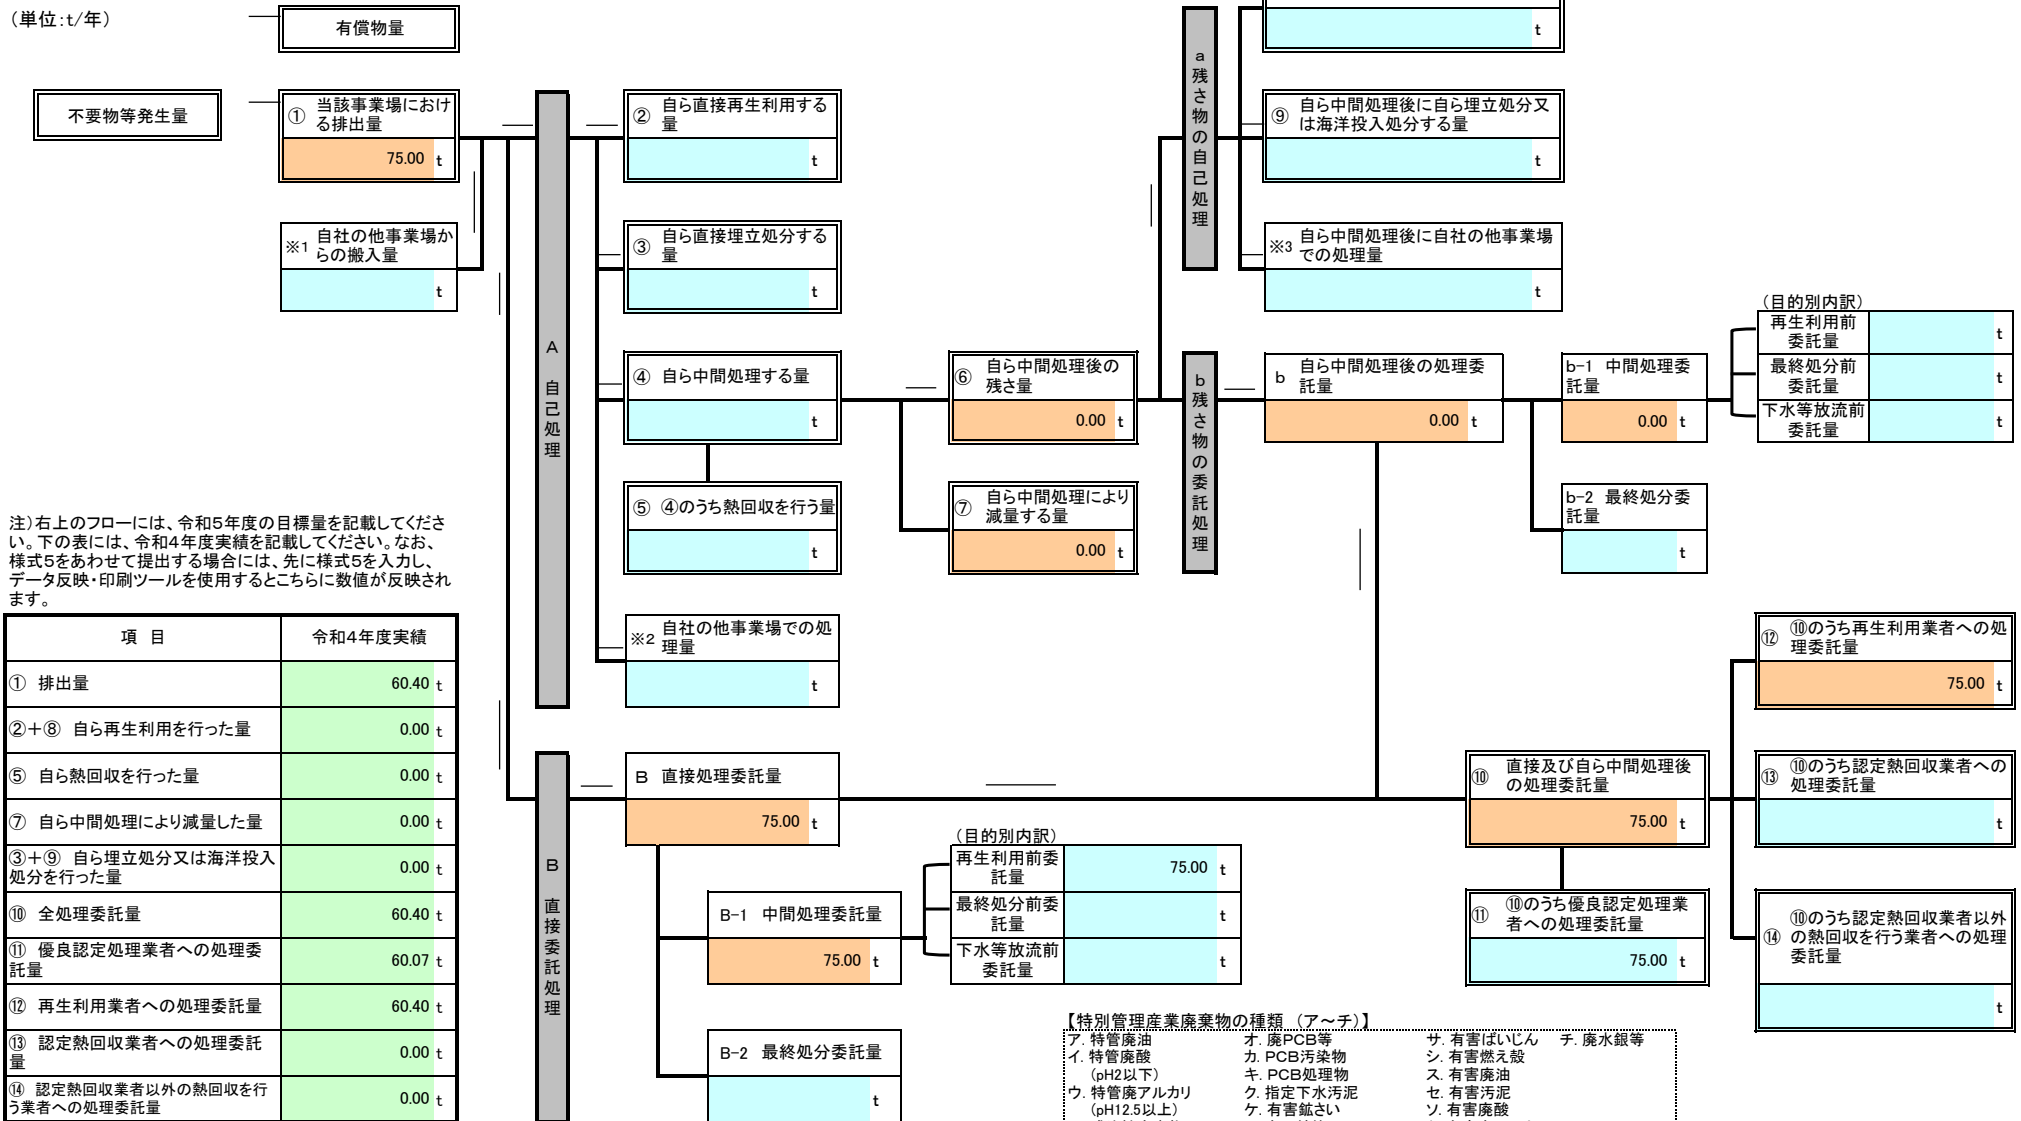 （単位:t/年）
有償物量
t
不要物等発生量
① 当該事業場におけ
る排出量
75.00 t
※1 自社の他事業場か
らの搬入量
t
A 自己処理
② 自ら直接再生利用する
量
t
③ 自ら直接埋立処分する
量
t
④ 自ら中間処理する量
t
⑤ ④のうち熱回収を行う量
t
※2 自社の他事業場での処
理量
t
⑥ 自ら中間処理後の
残さ量
0.00 t
⑦ 自ら中間処理により
減量する量
0.00 t
a 残さ物の自己処理
⑨ 自ら中間処理後に自ら埋立処分又
は海洋投入処分する量
t
※3 自ら中間処理後に自社の他事業場
での処理量
t
b 残さ物の委託処理
b 自ら中間処理後の処理委
託量
0.00 t
b-1 中間処理委
託量
0.00 t
b-2 最終処分委
託量
t
（目的別内訳）
再生利用前
委託量
t
最終処分前
委託量
t
下水等放流前
委託量
t
注）右上のフローには、令和5年度の目標量を記載してくださ
い。下の表には、令和4年度実績を記載してください。なお、
様式5をあわせて提出する場合には、先に様式5を入力し、
データ反映・印刷ツールを使用するとこちらに数値が反映され
ます。
項 目 令和4年度実績
① 排出量 60.40 t
②＋⑧ 自ら再生利用を行った量 0.00 t
⑤ 自ら熱回収を行った量 0.00 t
⑦ 自ら中間処理により減量した量 0.00 t
③＋⑨ 自ら埋立処分又は海洋投入
処分を行った量 0.00 t
⑩ 全処理委託量 60.40 t
⑪ 優良認定処理業者への処理委
託量 60.07 t
⑫ 再生利用業者への処理委託量 60.40 t
⑬ 認定熱回収業者への処理委託
量 0.00 t
⑭ 認定熱回収業者以外の熱回収を行
う業者への処理委託量 0.00 t
B 直接委託処理
B 直接処理委託量
75.00 t
B-1 中間処理委託量
75.00 t
B-2 最終処分委託量
t
（目的別内訳）
再生利用前委
託量
75.00 t
最終処分前委
託量
t
下水等放流前
委託量
t
⑩ 直接及び自ら中間処理後
の処理委託量
75.00 t
⑪ ⑩のうち優良認定処理業
者への処理委託量
75.00 t
⑫ ⑩のうち再生利用業者への処
理委託量
75.00 t
⑬ ⑩のうち認定熱回収業者への
処理委託量
t
⑭ ⑩のうち認定熱回収業者以外
の熱回収を行う業者への処理
委託量
t
【特別管理産業廃棄物の種類 （ア～チ）】
ア. 特管廃油 オ. 廃PCB等 サ. 有害ばいじん チ. 廃水銀等
イ. 特管廃酸 カ. PCB汚染物 シ. 有害燃え殻
（pH2以下） キ. PCB処理物 ス. 有害廃油
ウ. 特管廃アルカリ ク. 指定下水汚泥 セ. 有害汚泥
（pH12.5以上） ケ. 有害鉱さい ソ. 有害廃酸